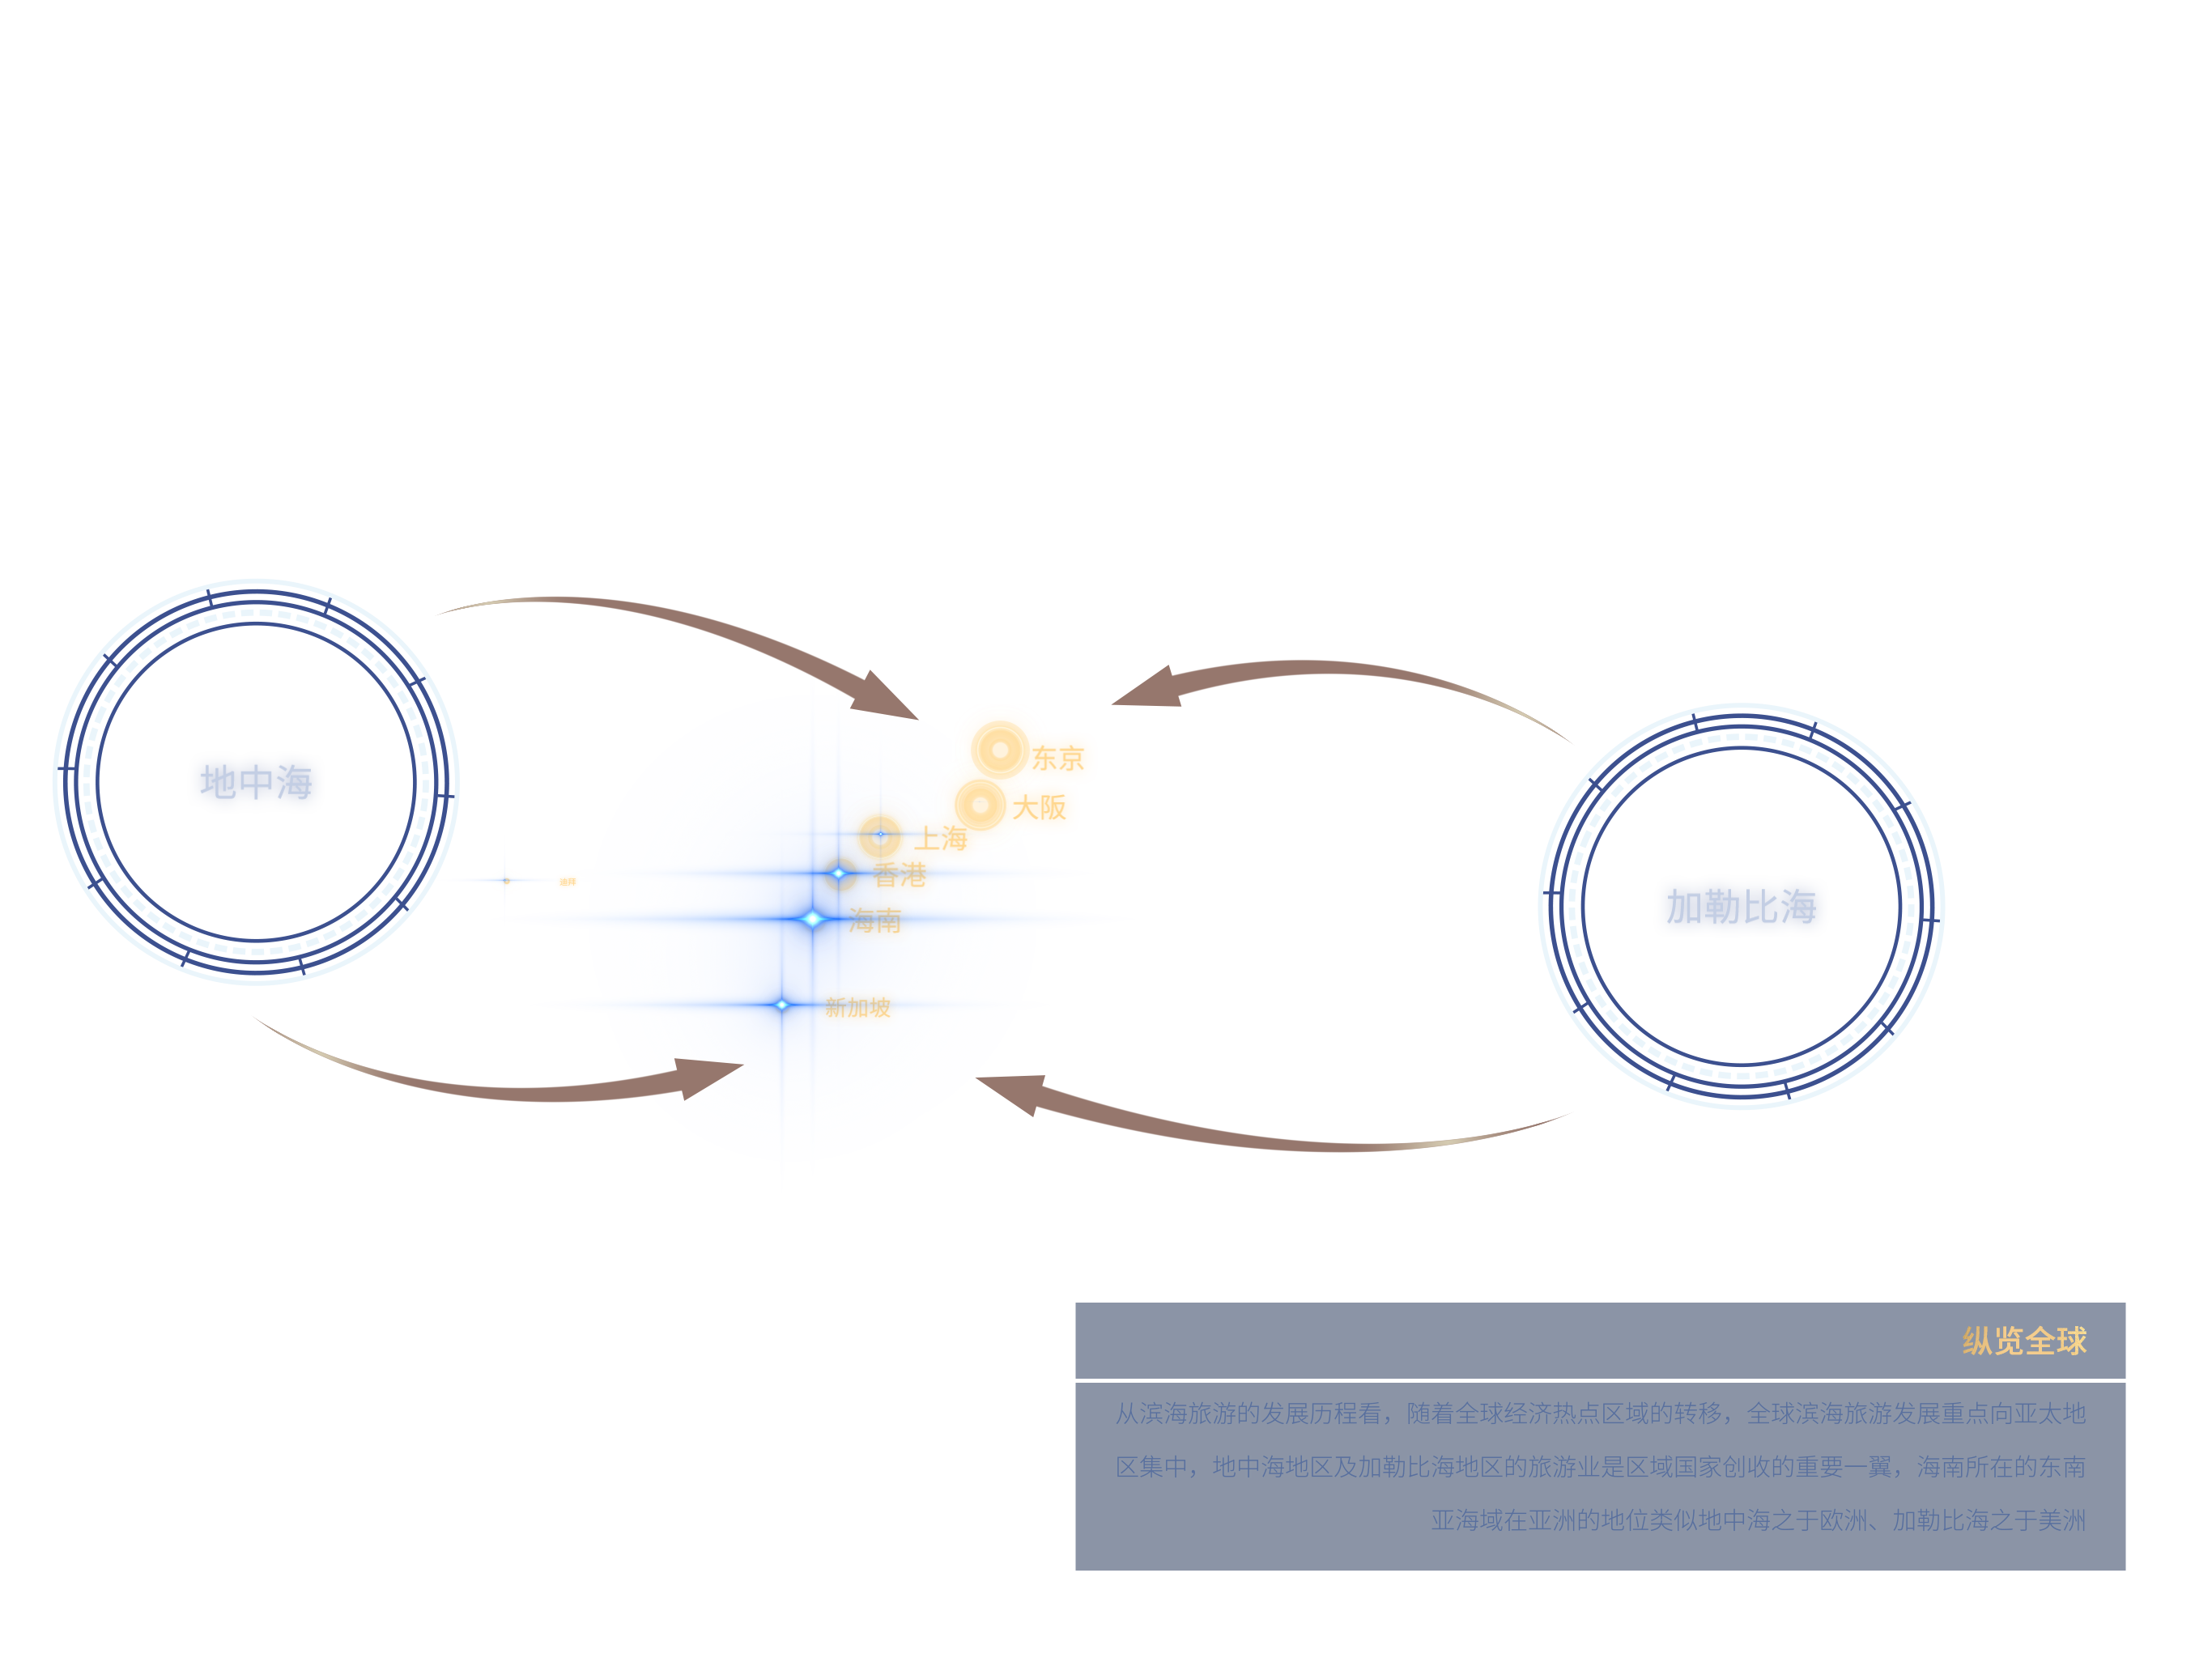 地中海
东京
大阪
上海
香港
迪拜
海南
加勒比海
新加坡
纵览全球
从滨海旅游的发展历程看，随着全球经济热点区域的转移，全球滨海旅游发展重点向亚太地
区集中，地中海地区及加勒比海地区的旅游业是区域国家创收的重要一翼，海南所在的东南
亚海域在亚洲的地位类似地中海之于欧洲、加勒比海之于美洲